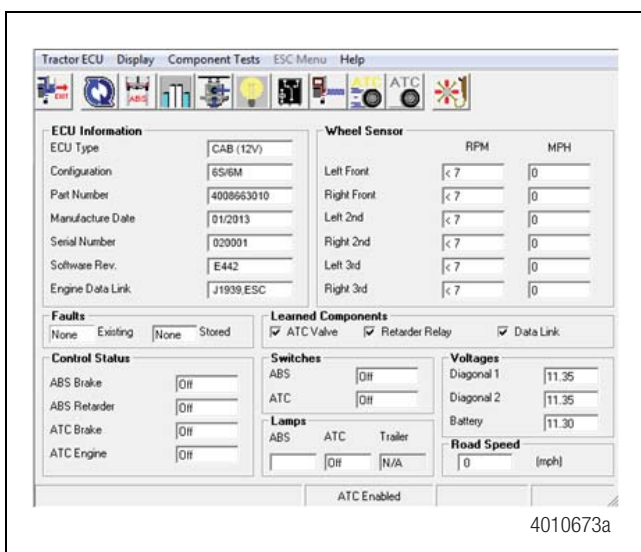 Tractor ECU Display Component Tests ESC Menu Help
EXIT ABS ATC ATC
ECU Information
ECU Type CAB (12V)
Configuration 6S/6M
Part Number 4008663010
Manufacture Date 01/2013
Serial Number 020001
Software Rev. E442
Engine Data Link J1939,ESC
Wheel Sensor
RPM MPH
Left Front < 7 0
Right Front < 7 0
Left 2nd < 7 0
Right 2nd < 7 0
Left 3rd < 7 0
Right 3rd < 7 0
Faults
None Existing None Stored
Learned Components
ATC Valve Retarder Relay Data Link
Control Status
ABS Brake Off
ABS Retarder Off
ATC Brake Off
ATC Engine Off
Switches
ABS Off
ATC Off
Lamps
ABS ATC Trailer
Off N/A
Voltages
Diagonal 1 11.35
Diagonal 2 11.35
Battery 11.30
Road Speed
0 (mph)
ATC Enabled
4010673a